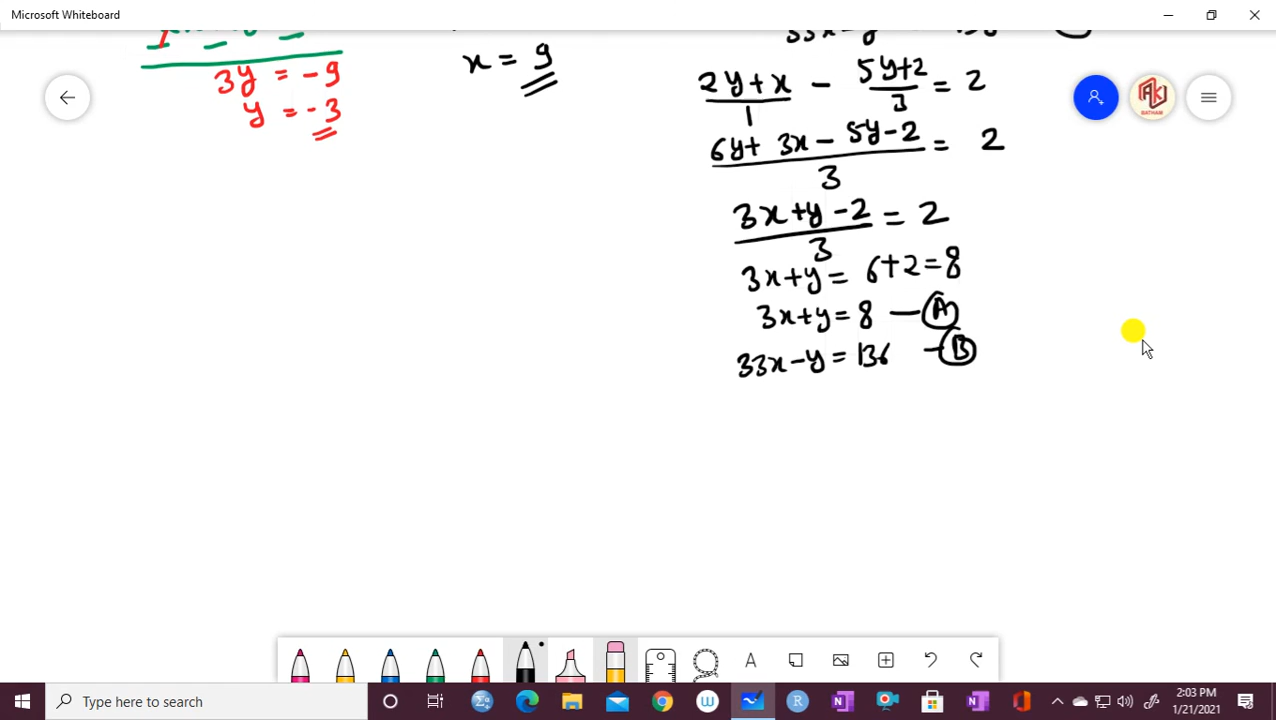 Microsoft Whiteboard
3y = -9
y = -3
x = 9
2y+x/1 - 5y+2/3 = 2
6y+ 3x - 5y-2/3 = 2
3x+y-2/3 = 2
3x+y = 6+2=8
3x+y= 8 — A
33x-y = 136 — B
GATHAM
Type here to search
2:03 PM
1/21/2021